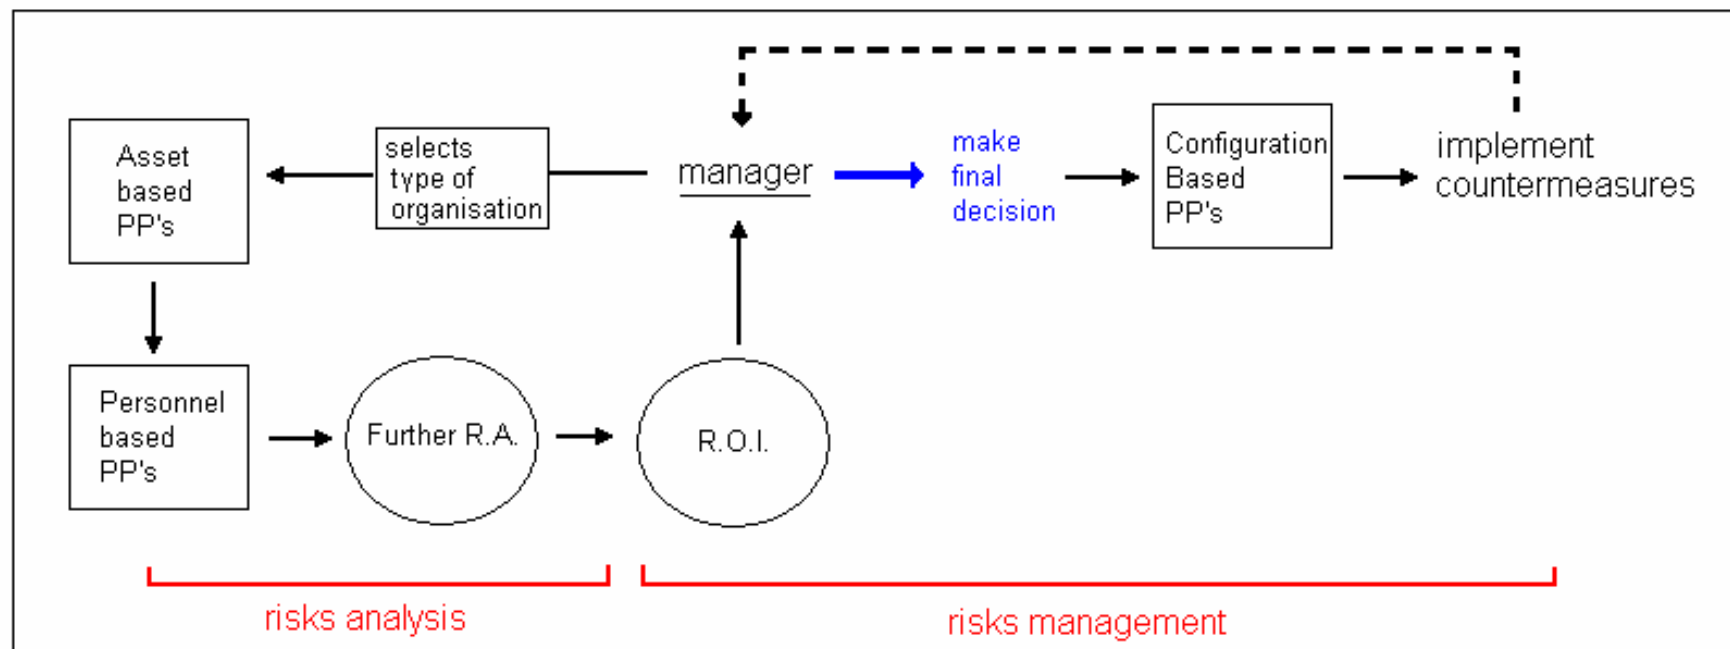 Asset
based
PP's
selects
type of
organisation
manager
make
final
decision
Configuration
Based
PP's
implement
countermeasures
Personnel
based
PP's
Further R.A.
R.O.I.
risks analysis
risks management